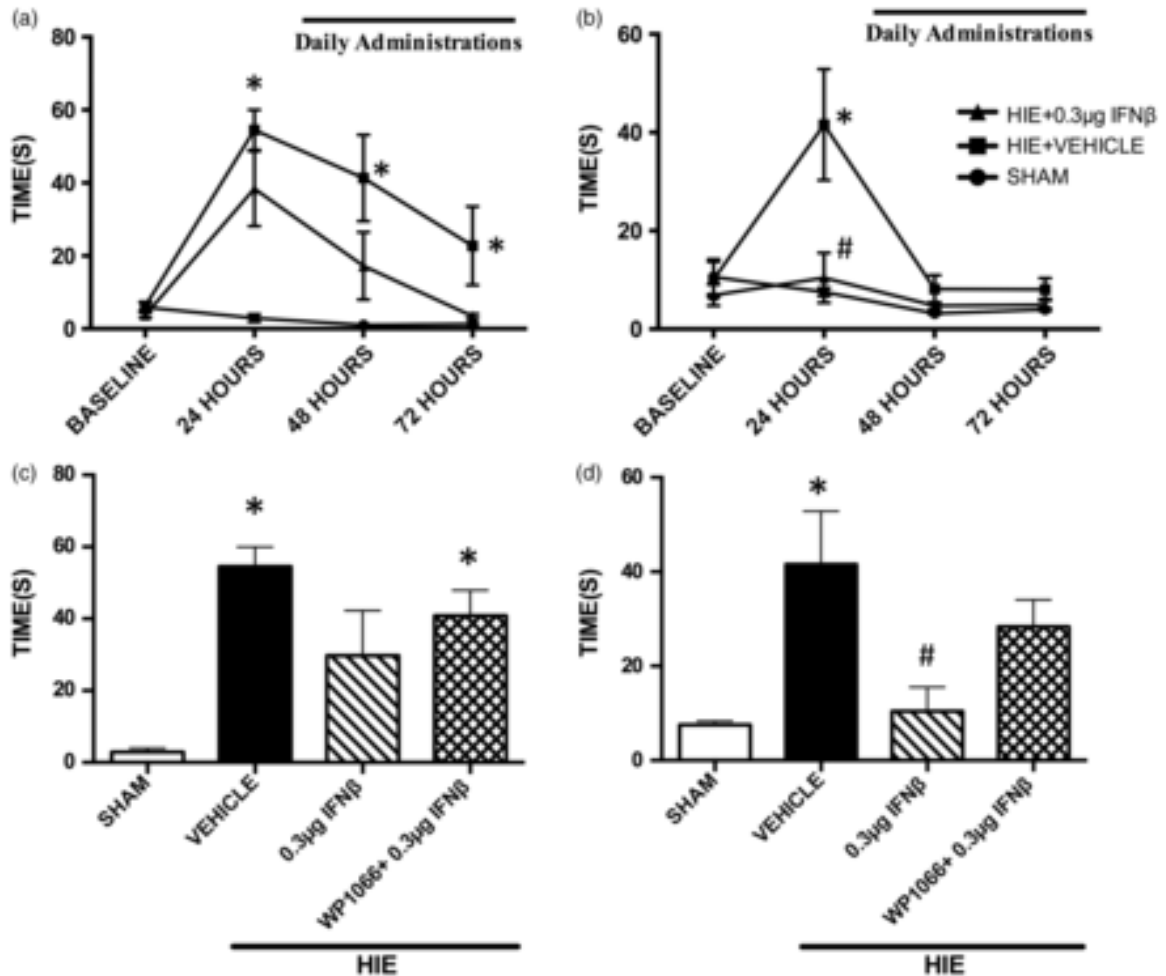 (a)
Daily Administrations
80
60
40
20
0
TIME(S)
*
*
*
BASELINE
24 HOURS
48 HOURS
72 HOURS
(b)
Daily Administrations
60
40
20
0
TIME(S)
*
#
HIE+0.3µg IFNβ
HIE+VEHICLE
SHAM
BASELINE
24 HOURS
48 HOURS
72 HOURS
(c)
80
60
40
20
0
TIME(S)
*
*
SHAM
VEHICLE
0.3µg IFNβ
WP1066+ 0.3µg IFNβ
HIE
(d)
60
40
20
0
TIME(S)
*
#
SHAM
VEHICLE
0.3µg IFNβ
WP1066+ 0.3µg IFNβ
HIE